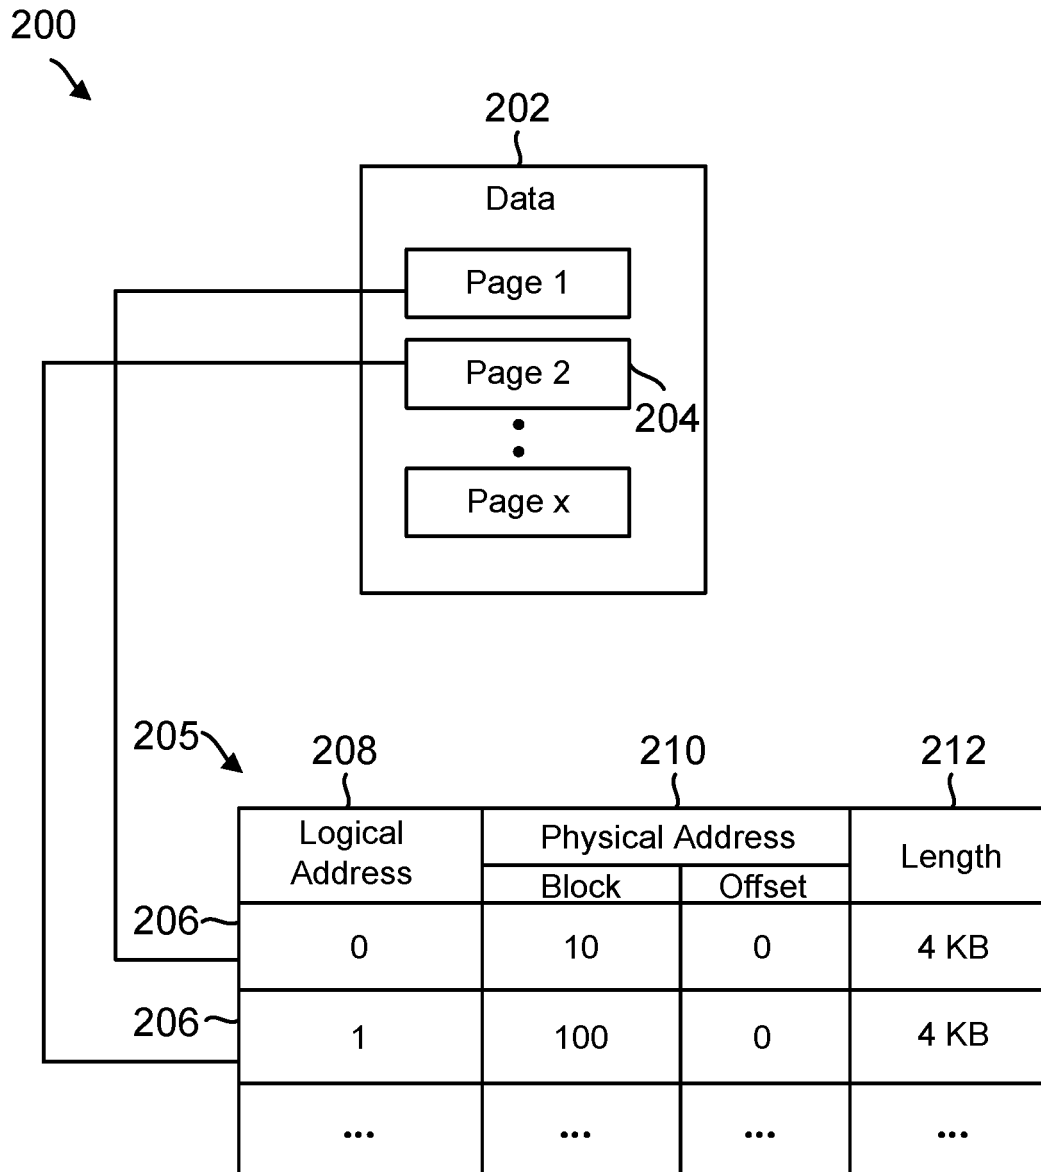 200
202
Data
Page 1
Page 2
204
Page x
205
208
210
212
Logical
Address
Physical Address
Length
Block
Offset
206
0
10
0
4 KB
206
1
100
0
4 KB
...
...
...
...